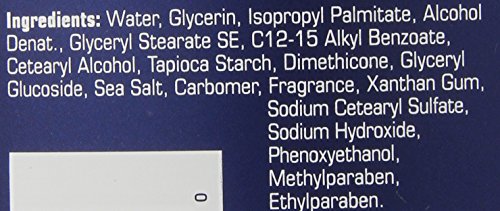 Ingredients: Water, Glycerin, Isopropyl Palmitate, Alcohol
Denat., Glyceryl Stearate SE, C12-15 Alkyl Benzoate,
Cetearyl Alcohol, Tapioca Starch, Dimethicone, Glyceryl
Glucoside, Sea Salt, Carbomer, Fragrance, Xanthan Gum,
Sodium Cetearyl Sulfate,
Sodium Hydroxide,
Phenoxyethanol,
Methylparaben,
Ethylparaben.
0